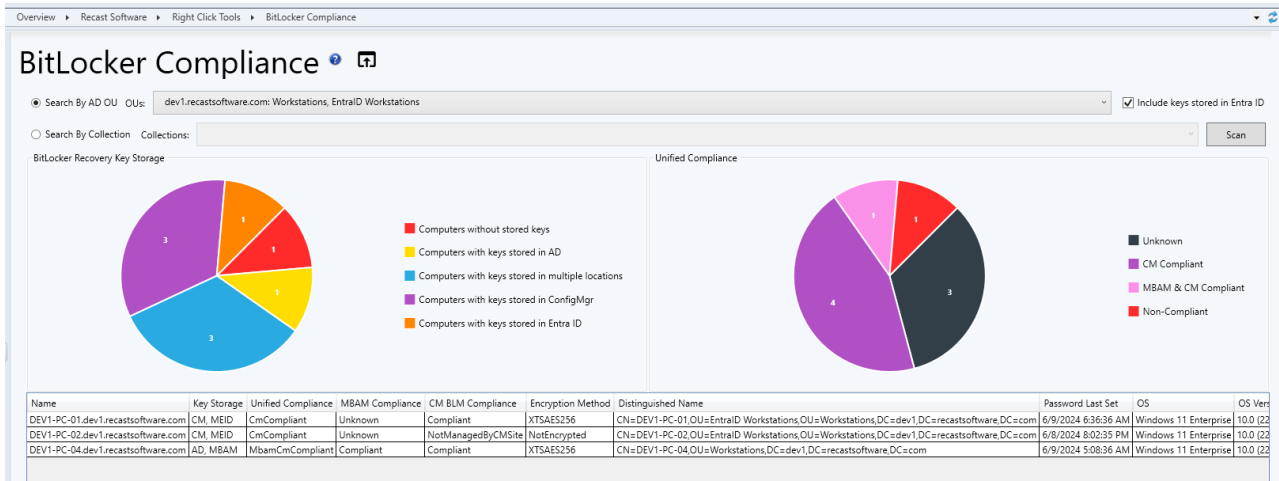 Overview ▸ Recast Software ▸ Right Click Tools ▸ BitLocker Compliance
BitLocker Compliance
Search By AD OU OUs: dev1.recastsoftware.com: Workstations, EntraID Workstations Include keys stored in Entra ID
Search By Collection Collections: Scan
BitLocker Recovery Key Storage
1
1
1
3
3
Computers without stored keys
Computers with keys stored in AD
Computers with keys stored in multiple locations
Computers with keys stored in ConfigMgr
Computers with keys stored in Entra ID
Unified Compliance
1
1
3
4
Unknown
CM Compliant
MBAM & CM Compliant
Non-Compliant
Name Key Storage Unified Compliance MBAM Compliance CM BLM Compliance Encryption Method Distinguished Name Password Last Set OS OS Vers
DEV1-PC-01.dev1.recastsoftware.com CM, MEID CmCompliant Unknown Compliant XTSAES256 CN=DEV1-PC-01,OU=EntraID Workstations,OU=Workstations,DC=dev1,DC=recastsoftware,DC=com 6/9/2024 6:36:36 AM Windows 11 Enterprise 10.0 (22
DEV1-PC-02.dev1.recastsoftware.com CM, MEID CmCompliant Unknown NotManagedByCMSite NotEncrypted CN=DEV1-PC-02,OU=EntraID Workstations,OU=Workstations,DC=dev1,DC=recastsoftware,DC=com 6/8/2024 8:02:35 PM Windows 11 Enterprise 10.0 (22
DEV1-PC-04.dev1.recastsoftware.com AD, MBAM MbamCmCompliant Compliant Compliant XTSAES256 CN=DEV1-PC-04,OU=Workstations,DC=dev1,DC=recastsoftware,DC=com 6/9/2024 5:08:36 AM Windows 11 Enterprise 10.0 (22